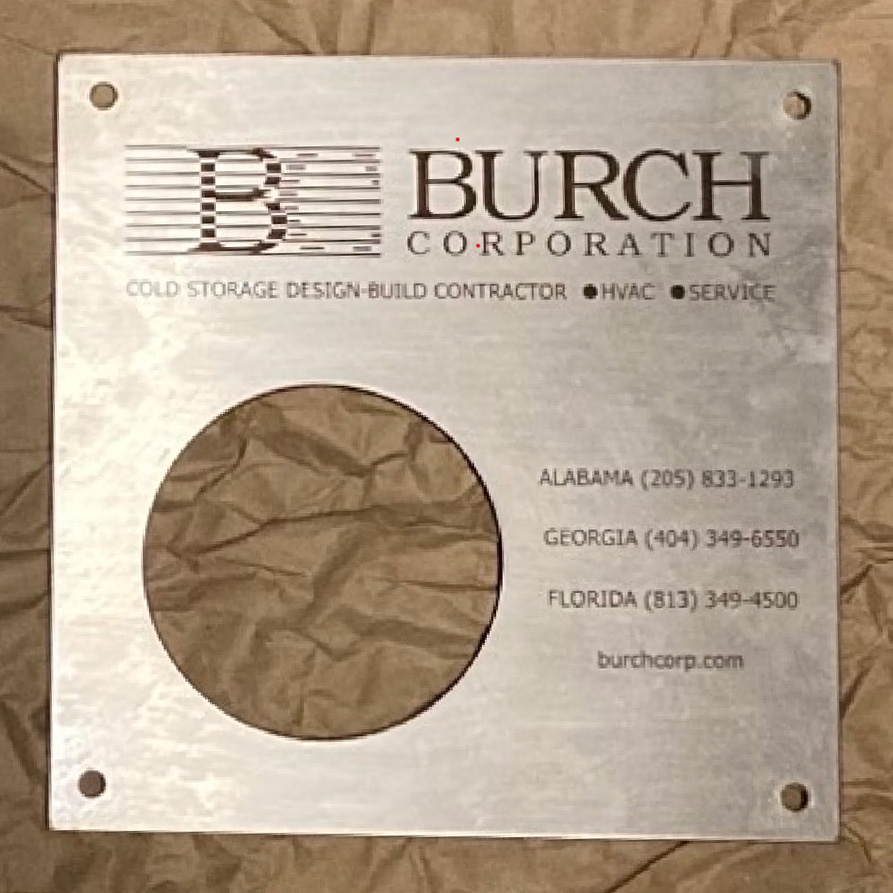 B
BURCH
CORPORATION
COLD STORAGE DESIGN-BUILD CONTRACTOR ●HVAC ●SERVICE
ALABAMA (205) 833-1293
GEORGIA (404) 349-6550
FLORIDA (813) 349-4500
burchcorp.com